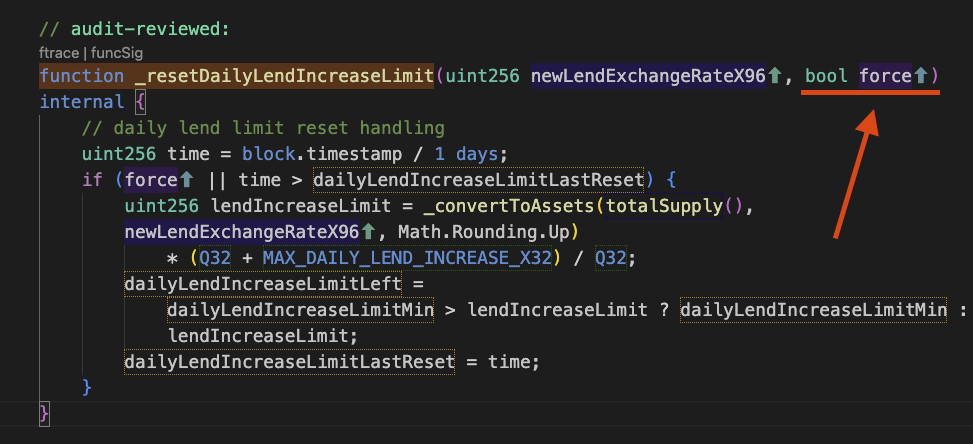 // audit-reviewed:
ftrace | funcSig
function _resetDailyLendIncreaseLimit(uint256 newLendExchangeRateX96⬆, bool force⬆)
internal {
// daily lend limit reset handling
uint256 time = block.timestamp / 1 days;
if (force⬆ || time > dailyLendIncreaseLimitLastReset) {
uint256 lendIncreaseLimit = _convertToAssets(totalSupply(),
newLendExchangeRateX96⬆, Math.Rounding.Up)
* (Q32 + MAX_DAILY_LEND_INCREASE_X32) / Q32;
dailyLendIncreaseLimitLeft =
dailyLendIncreaseLimitMin > lendIncreaseLimit ? dailyLendIncreaseLimitMin :
lendIncreaseLimit;
dailyLendIncreaseLimitLastReset = time;
}
}